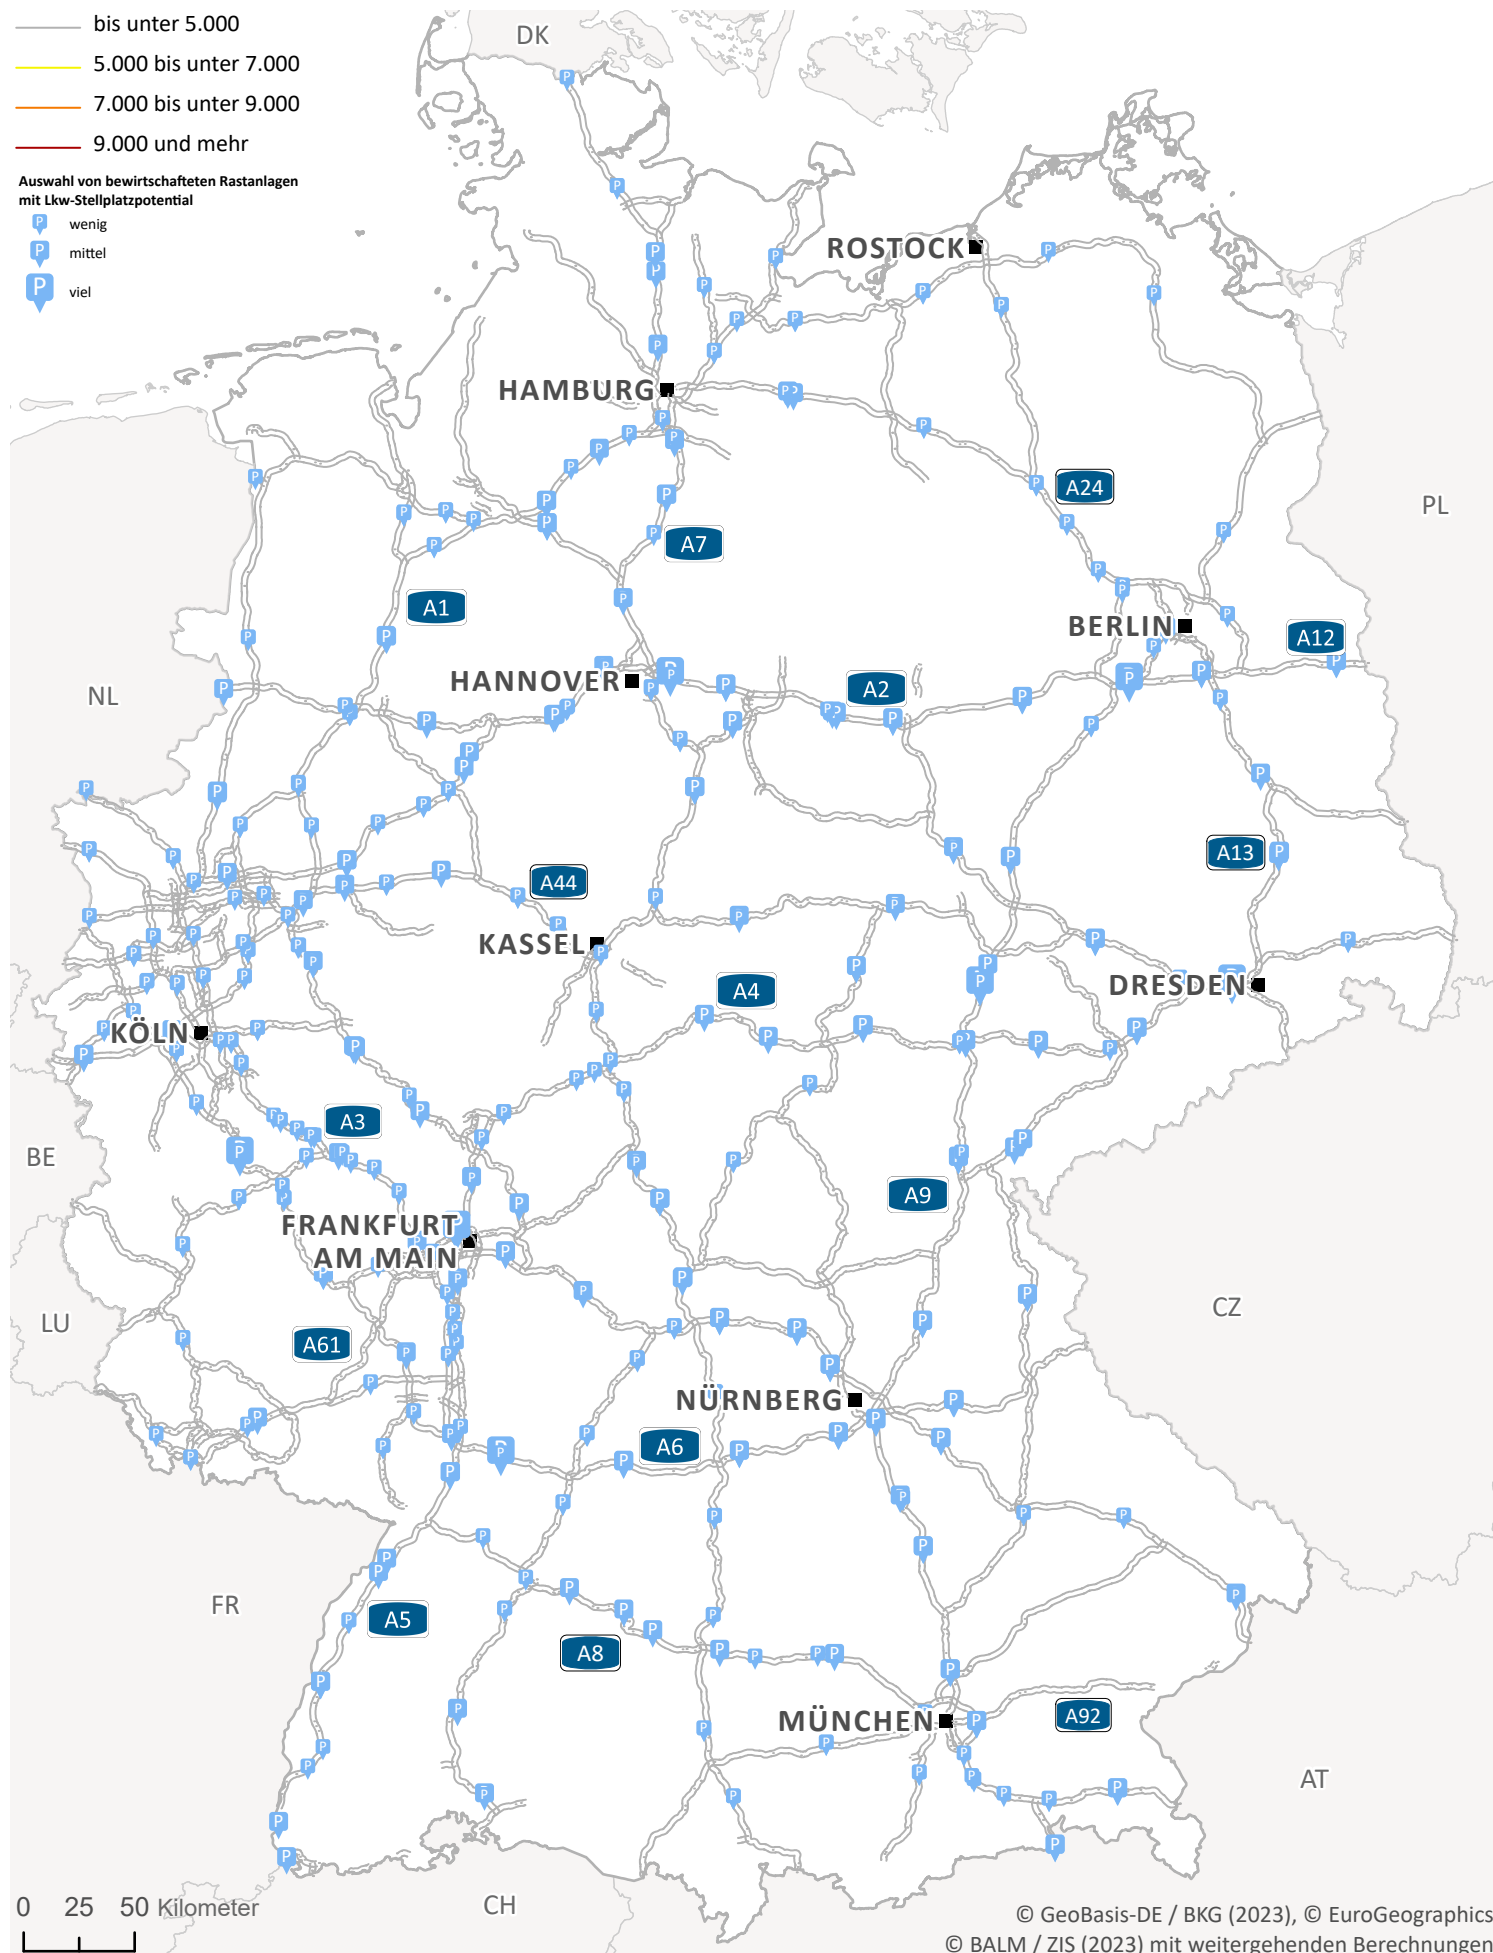 bis unter 5.000
5.000 bis unter 7.000
7.000 bis unter 9.000
9.000 und mehr
Auswahl von bewirtschafteten Rastanlagen
mit Lkw-Stellplatzpotential
P wenig
P mittel
P viel
DK
ROSTOCK
HAMBURG
A24
PL
A7
A1
BERLIN
A12
HANNOVER
A2
NL
A13
A44
KASSEL
DRESDEN
A4
KÖLN
A3
BE
A9
FRANKFURT
AM MAIN
CZ
LU
A61
NÜRNBERG
A6
FR
A5
A8
MÜNCHEN
A92
AT
CH
0 25 50 Kilometer
© GeoBasis-DE / BKG (2023), © EuroGeographics
© BALM / ZIS (2023) mit weitergehenden Berechnungen